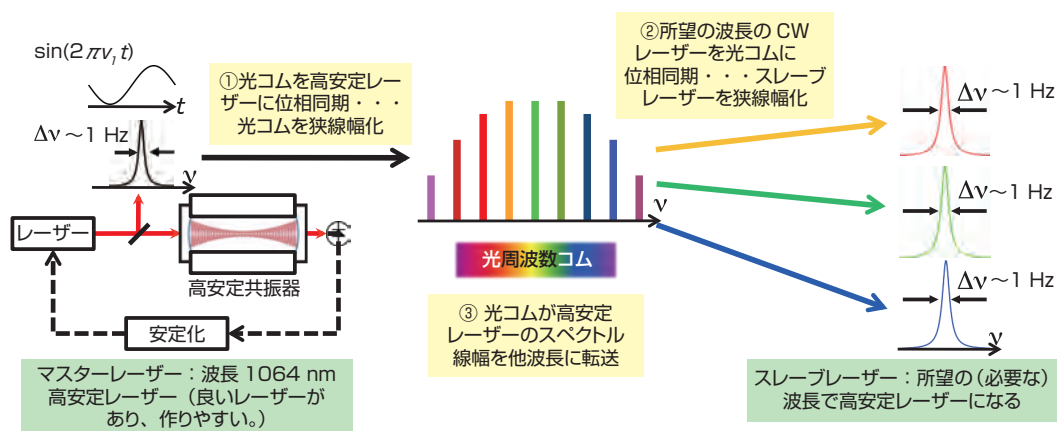 sin(2πν₁t)
t
Δν～1 Hz
ν
レーザー
高安定共振器
安定化
マスターレーザー：波長 1064 nm
高安定レーザー（良いレーザーが
あり、作りやすい。）
①光コムを高安定レー
ザーに位相同期・・・
光コムを狭線幅化
ν
光周波数コム
③ 光コムが高安定
レーザーのスペクトル
線幅を他波長に転送
②所望の波長の CW
レーザーを光コムに
位相同期・・・スレーブ
レーザーを狭線幅化
Δν～1 Hz
Δν～1 Hz
Δν～1 Hz
ν
スレーブレーザー：所望の（必要な）
波長で高安定レーザーになる